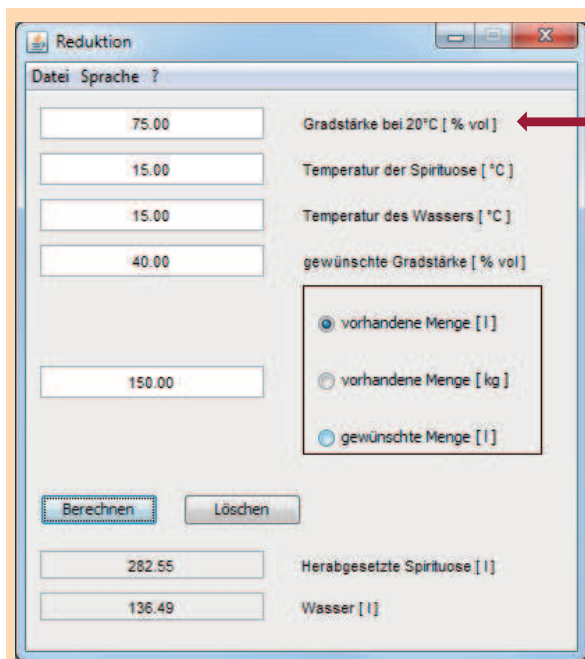 Reduktion
Datei Sprache ?
75.00 Gradstärke bei 20°C [ % vol ]
15.00 Temperatur der Spirituose [ °C ]
15.00 Temperatur des Wassers [ °C ]
40.00 gewünschte Gradstärke [ % vol ]
vorhandene Menge [ l ]
150.00 vorhandene Menge [ kg ]
gewünschte Menge [ l ]
Berechnen Löschen
282.55 Herabgesetzte Spirituose [ l ]
136.49 Wasser [ l ]